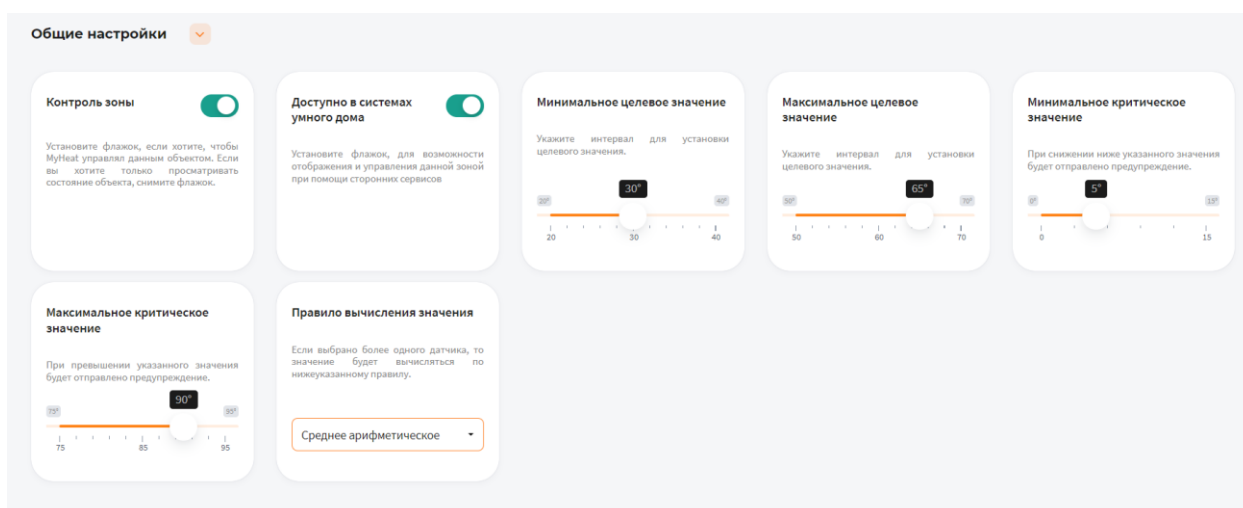 Общие настройки
Контроль зоны
Установите флажок, если хотите, чтобы
MyHeat управлял данным объектом. Если
вы хотите только просматривать
состояние объекта, снимите флажок.
Доступно в системах
умного дома
Установите флажок, для возможности
отображения и управления данной зоной
при помощи сторонних сервисов
Минимальное целевое значение
Укажите интервал для установки
целевого значения.
30°
20° 40°
20 30 40
Максимальное целевое
значение
Укажите интервал для установки
целевого значения.
65°
50° 70°
50 60 70
Минимальное критическое
значение
При снижении ниже указанного значения
будет отправлено предупреждение.
5°
0° 15°
0 15
Максимальное критическое
значение
При превышении указанного значения
будет отправлено предупреждение.
90°
75° 95°
75 85 95
Правило вычисления значения
Если выбрано более одного датчика, то
значение будет вычисляться по
нижеуказанному правилу.
Среднее арифметическое